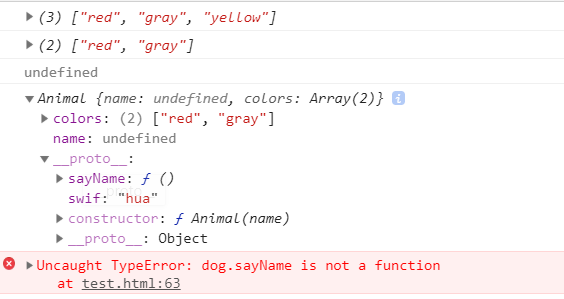 (3) ["red", "gray", "yellow"]
(2) ["red", "gray"]
undefined
Animal {name: undefined, colors: Array(2)} i
colors: (2) ["red", "gray"]
name: undefined
__proto__:
sayName: ƒ ()
swif: "hua"
constructor: ƒ Animal(name)
__proto__: Object
Uncaught TypeError: dog.sayName is not a function
at test.html:63